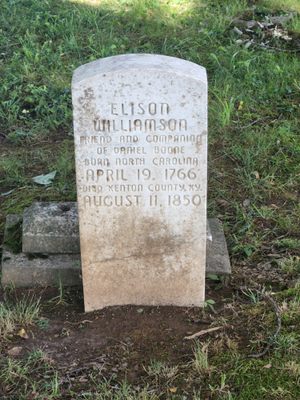 ELISON
WILLIAMSON
FRIEND AND COMPANION
OF DANIEL BOONE
BORN NORTH CAROLINA
APRIL 19, 1766
DIED KENTON COUNTY, KY.
AUGUST 11, 1850